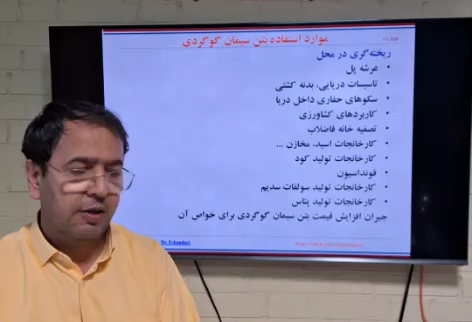 موارد استفاده بتن سیمان گوگردی
ریخته‌گری در محل
• عرشه پل
• تاسیسات دریایی، بدنه کشتی
• سکوهای حفاری داخل دریا
• کاربردهای کشاورزی
• تصفیه خانه فاضلاب
• کارخانجات اسید، مخازن ...
• کارخانجات تولید کود
• فونداسیون
• کارخانجات تولید سولفات سدیم
• کارخانجات تولید پتاس
جبران افزایش قیمت بتن سیمان گوگردی برای خواص آن